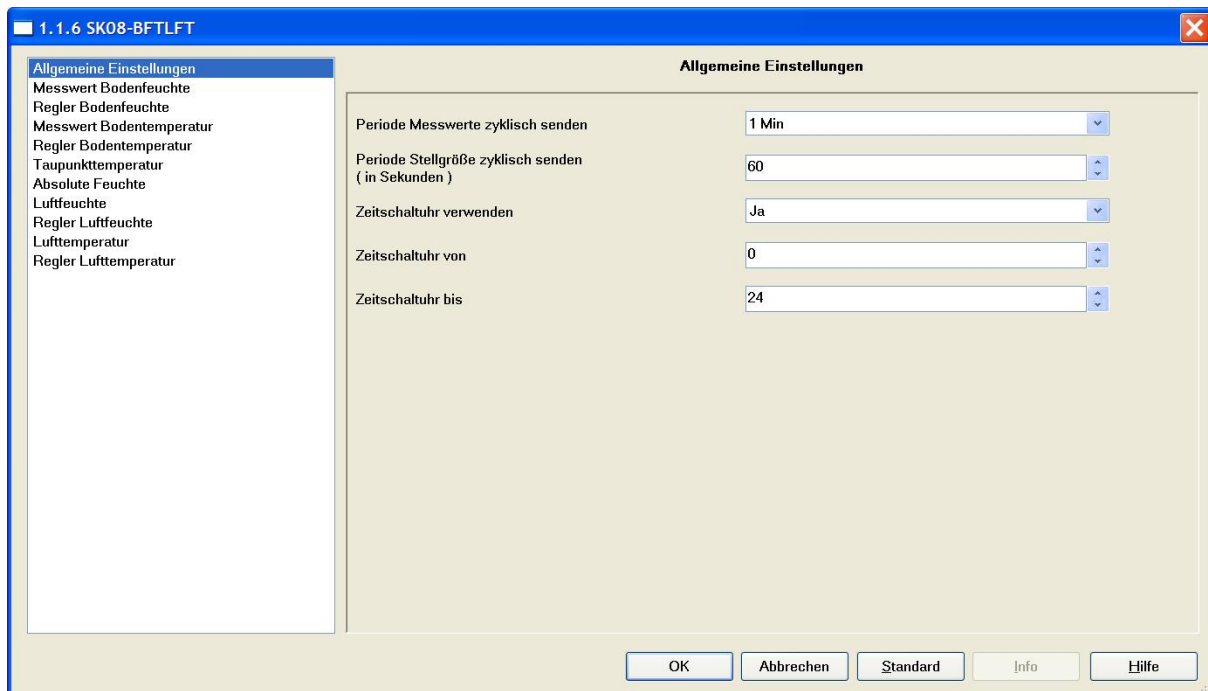 1.1.6 SK08-BFTLFT
Allgemeine Einstellungen
Messwert Bodenfeuchte
Regler Bodenfeuchte
Messwert Bodentemperatur
Regler Bodentemperatur
Taupunkttemperatur
Absolute Feuchte
Luftfeuchte
Regler Luftfeuchte
Lufttemperatur
Regler Lufttemperatur
Allgemeine Einstellungen
Periode Messwerte zyklisch senden
1 Min
Periode Stellgröße zyklisch senden
( in Sekunden )
60
Zeitschaltuhr verwenden
Ja
Zeitschaltuhr von
0
Zeitschaltuhr bis
24
OK
Abbrechen
Standard
Info
Hilfe